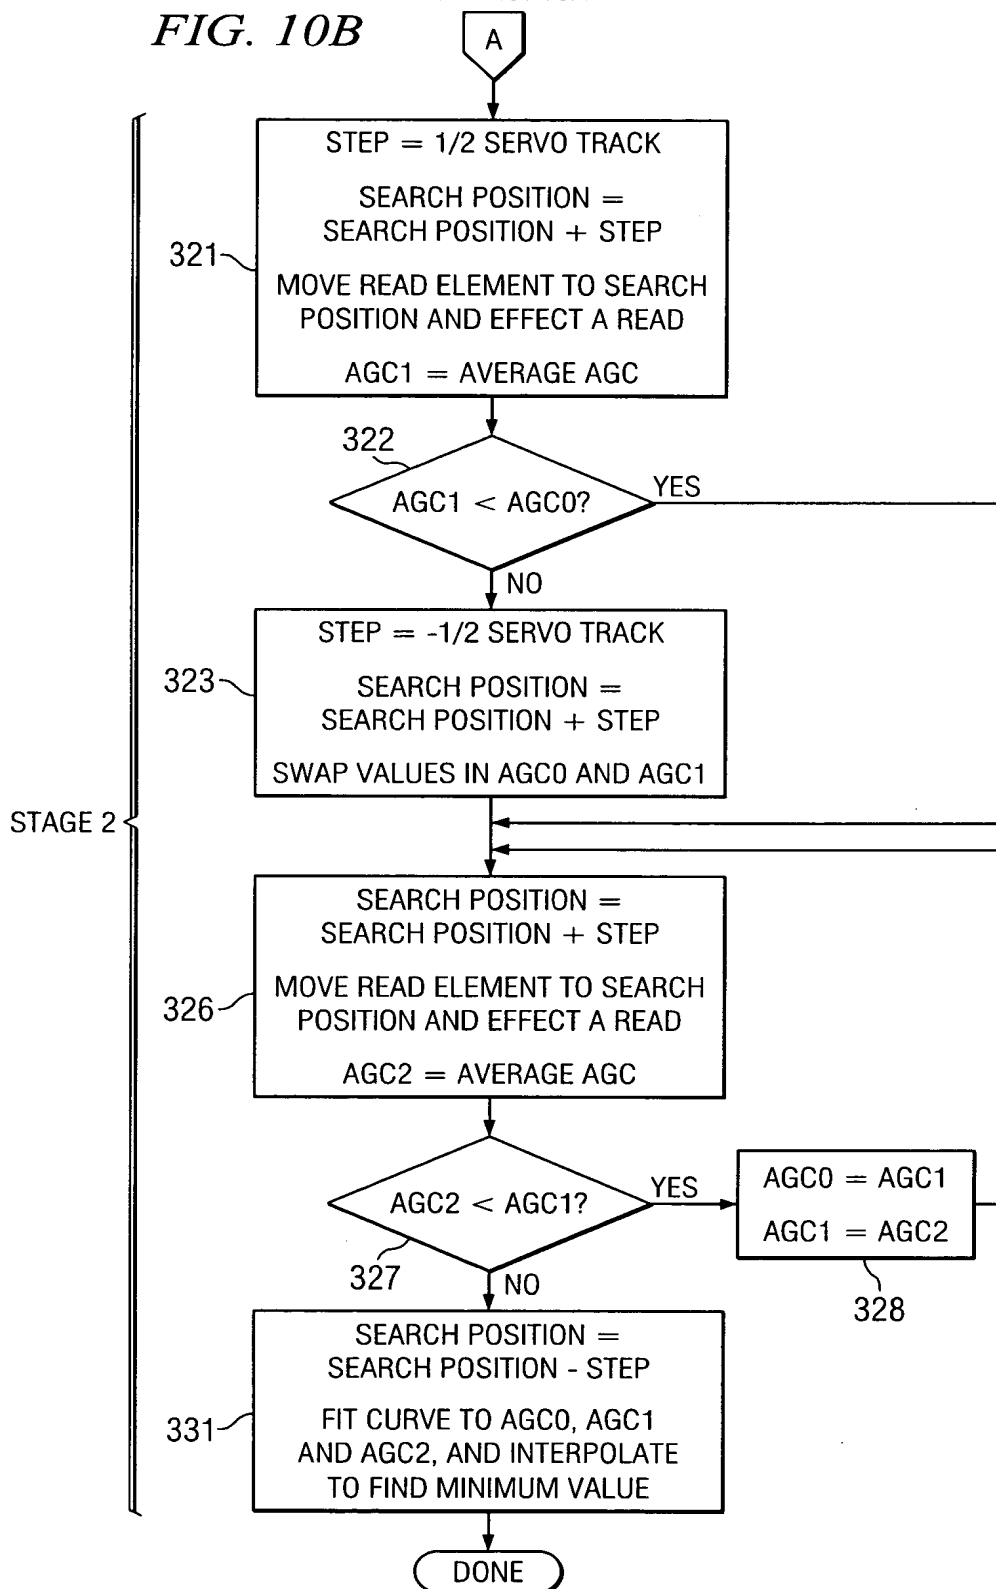 FIG. 10B
A
STEP = 1/2 SERVO TRACK
SEARCH POSITION =
SEARCH POSITION + STEP
MOVE READ ELEMENT TO SEARCH
POSITION AND EFFECT A READ
AGC1 = AVERAGE AGC
321
322
AGC1 < AGC0?
YES
NO
STEP = -1/2 SERVO TRACK
SEARCH POSITION =
SEARCH POSITION + STEP
SWAP VALUES IN AGC0 AND AGC1
323
STAGE 2
SEARCH POSITION =
SEARCH POSITION + STEP
MOVE READ ELEMENT TO SEARCH
POSITION AND EFFECT A READ
AGC2 = AVERAGE AGC
326
AGC2 < AGC1?
YES
327
NO
AGC0 = AGC1
AGC1 = AGC2
328
SEARCH POSITION =
SEARCH POSITION - STEP
FIT CURVE TO AGC0, AGC1
AND AGC2, AND INTERPOLATE
TO FIND MINIMUM VALUE
331
DONE